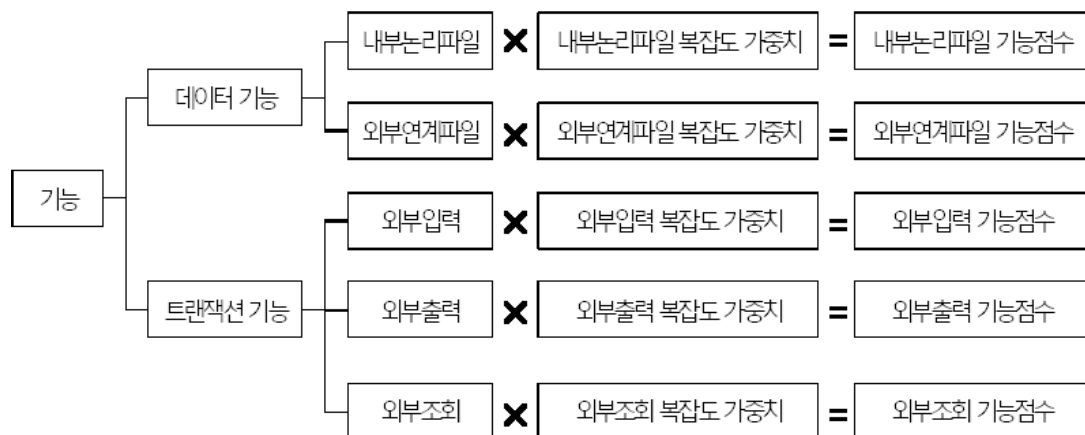 내부논리파일 × 내부논리파일 복잡도 가중치 = 내부논리파일 기능점수
데이터 기능
외부연계파일 × 외부연계파일 복잡도 가중치 = 외부연계파일 기능점수
기능
외부입력 × 외부입력 복잡도 가중치 = 외부입력 기능점수
트랜잭션 기능
외부출력 × 외부출력 복잡도 가중치 = 외부출력 기능점수
외부조회 × 외부조회 복잡도 가중치 = 외부조회 기능점수